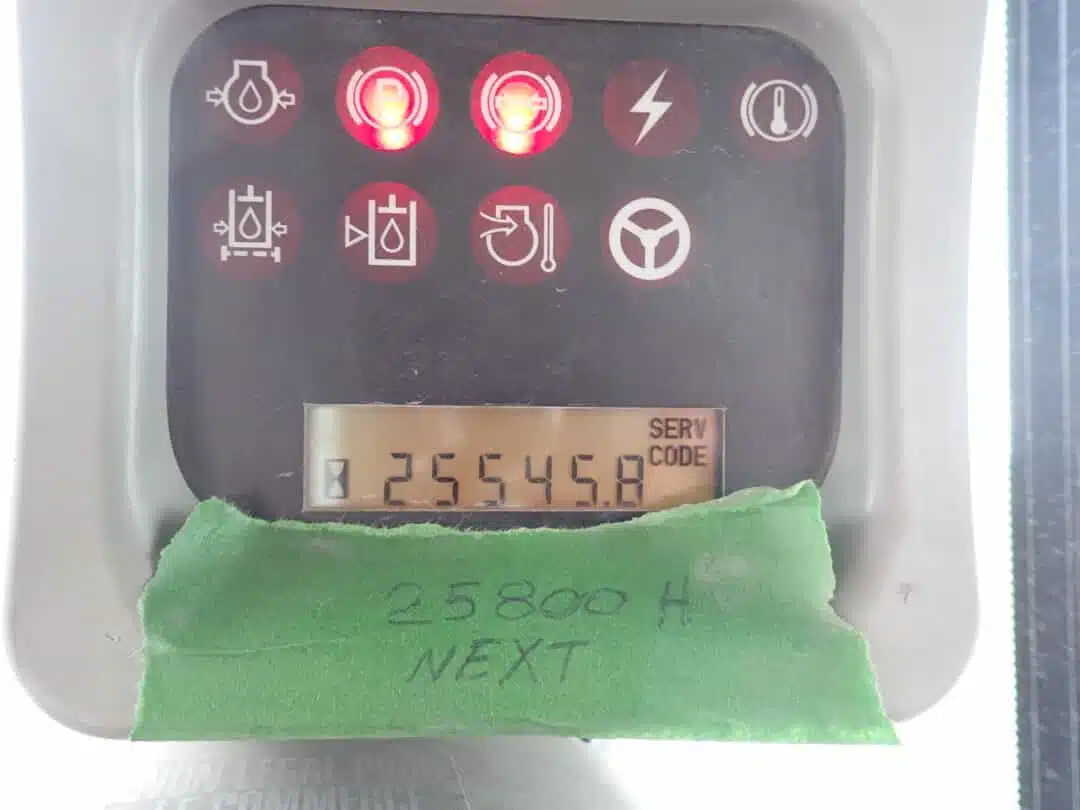 P
SERV
CODE
25545.8
25800 H
NEXT